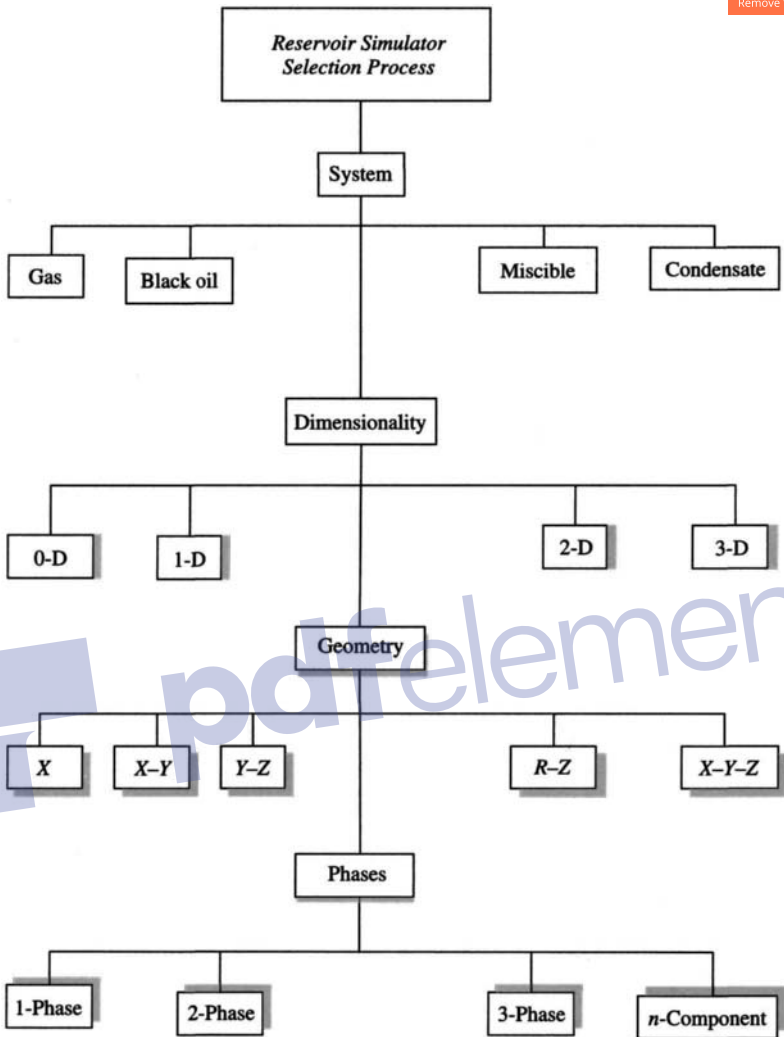 Remove
Reservoir Simulator
Selection Process
System
Gas
Black oil
Miscible
Condensate
Dimensionality
0-D
1-D
2-D
3-D
Geometry
pdfelemen
X
X–Y
Y–Z
R–Z
X–Y–Z
Phases
1-Phase
2-Phase
3-Phase
n-Component